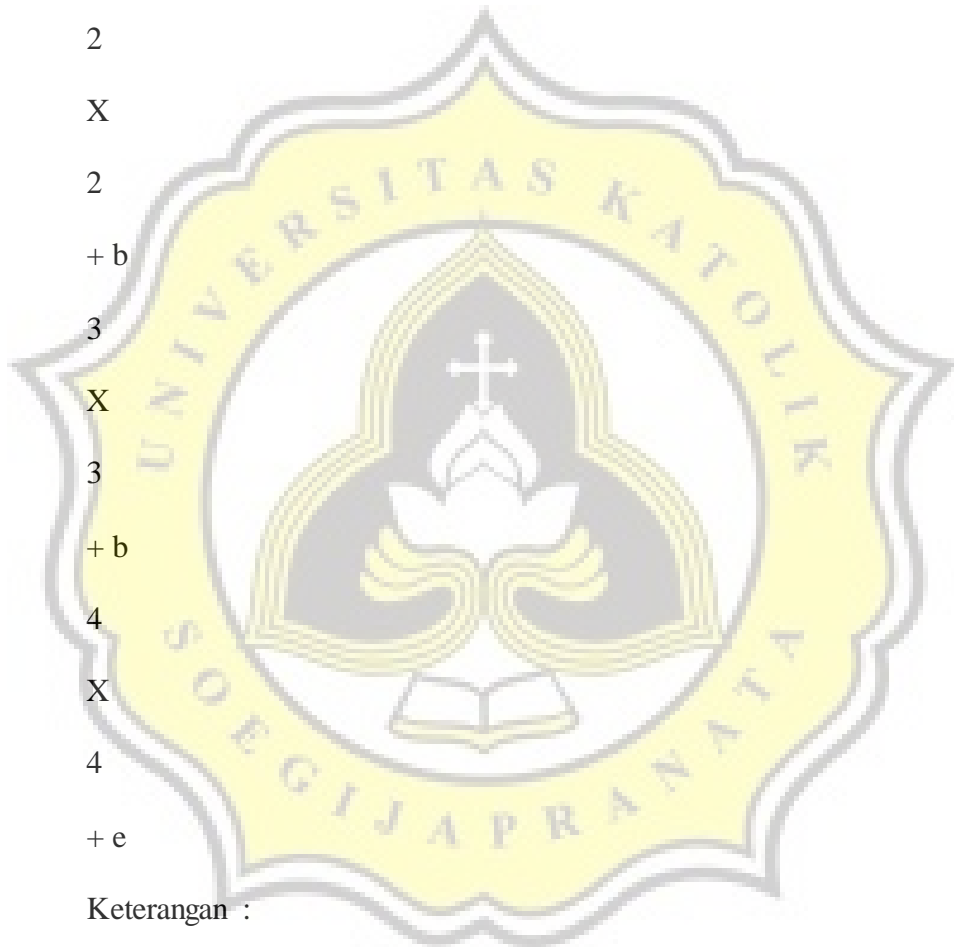 2
X
2
+ b
3
X
3
+ b
4
X
4
+ e
Keterangan :
UNIVERSITAS KATOLIK
SOEGIJAPRANATA